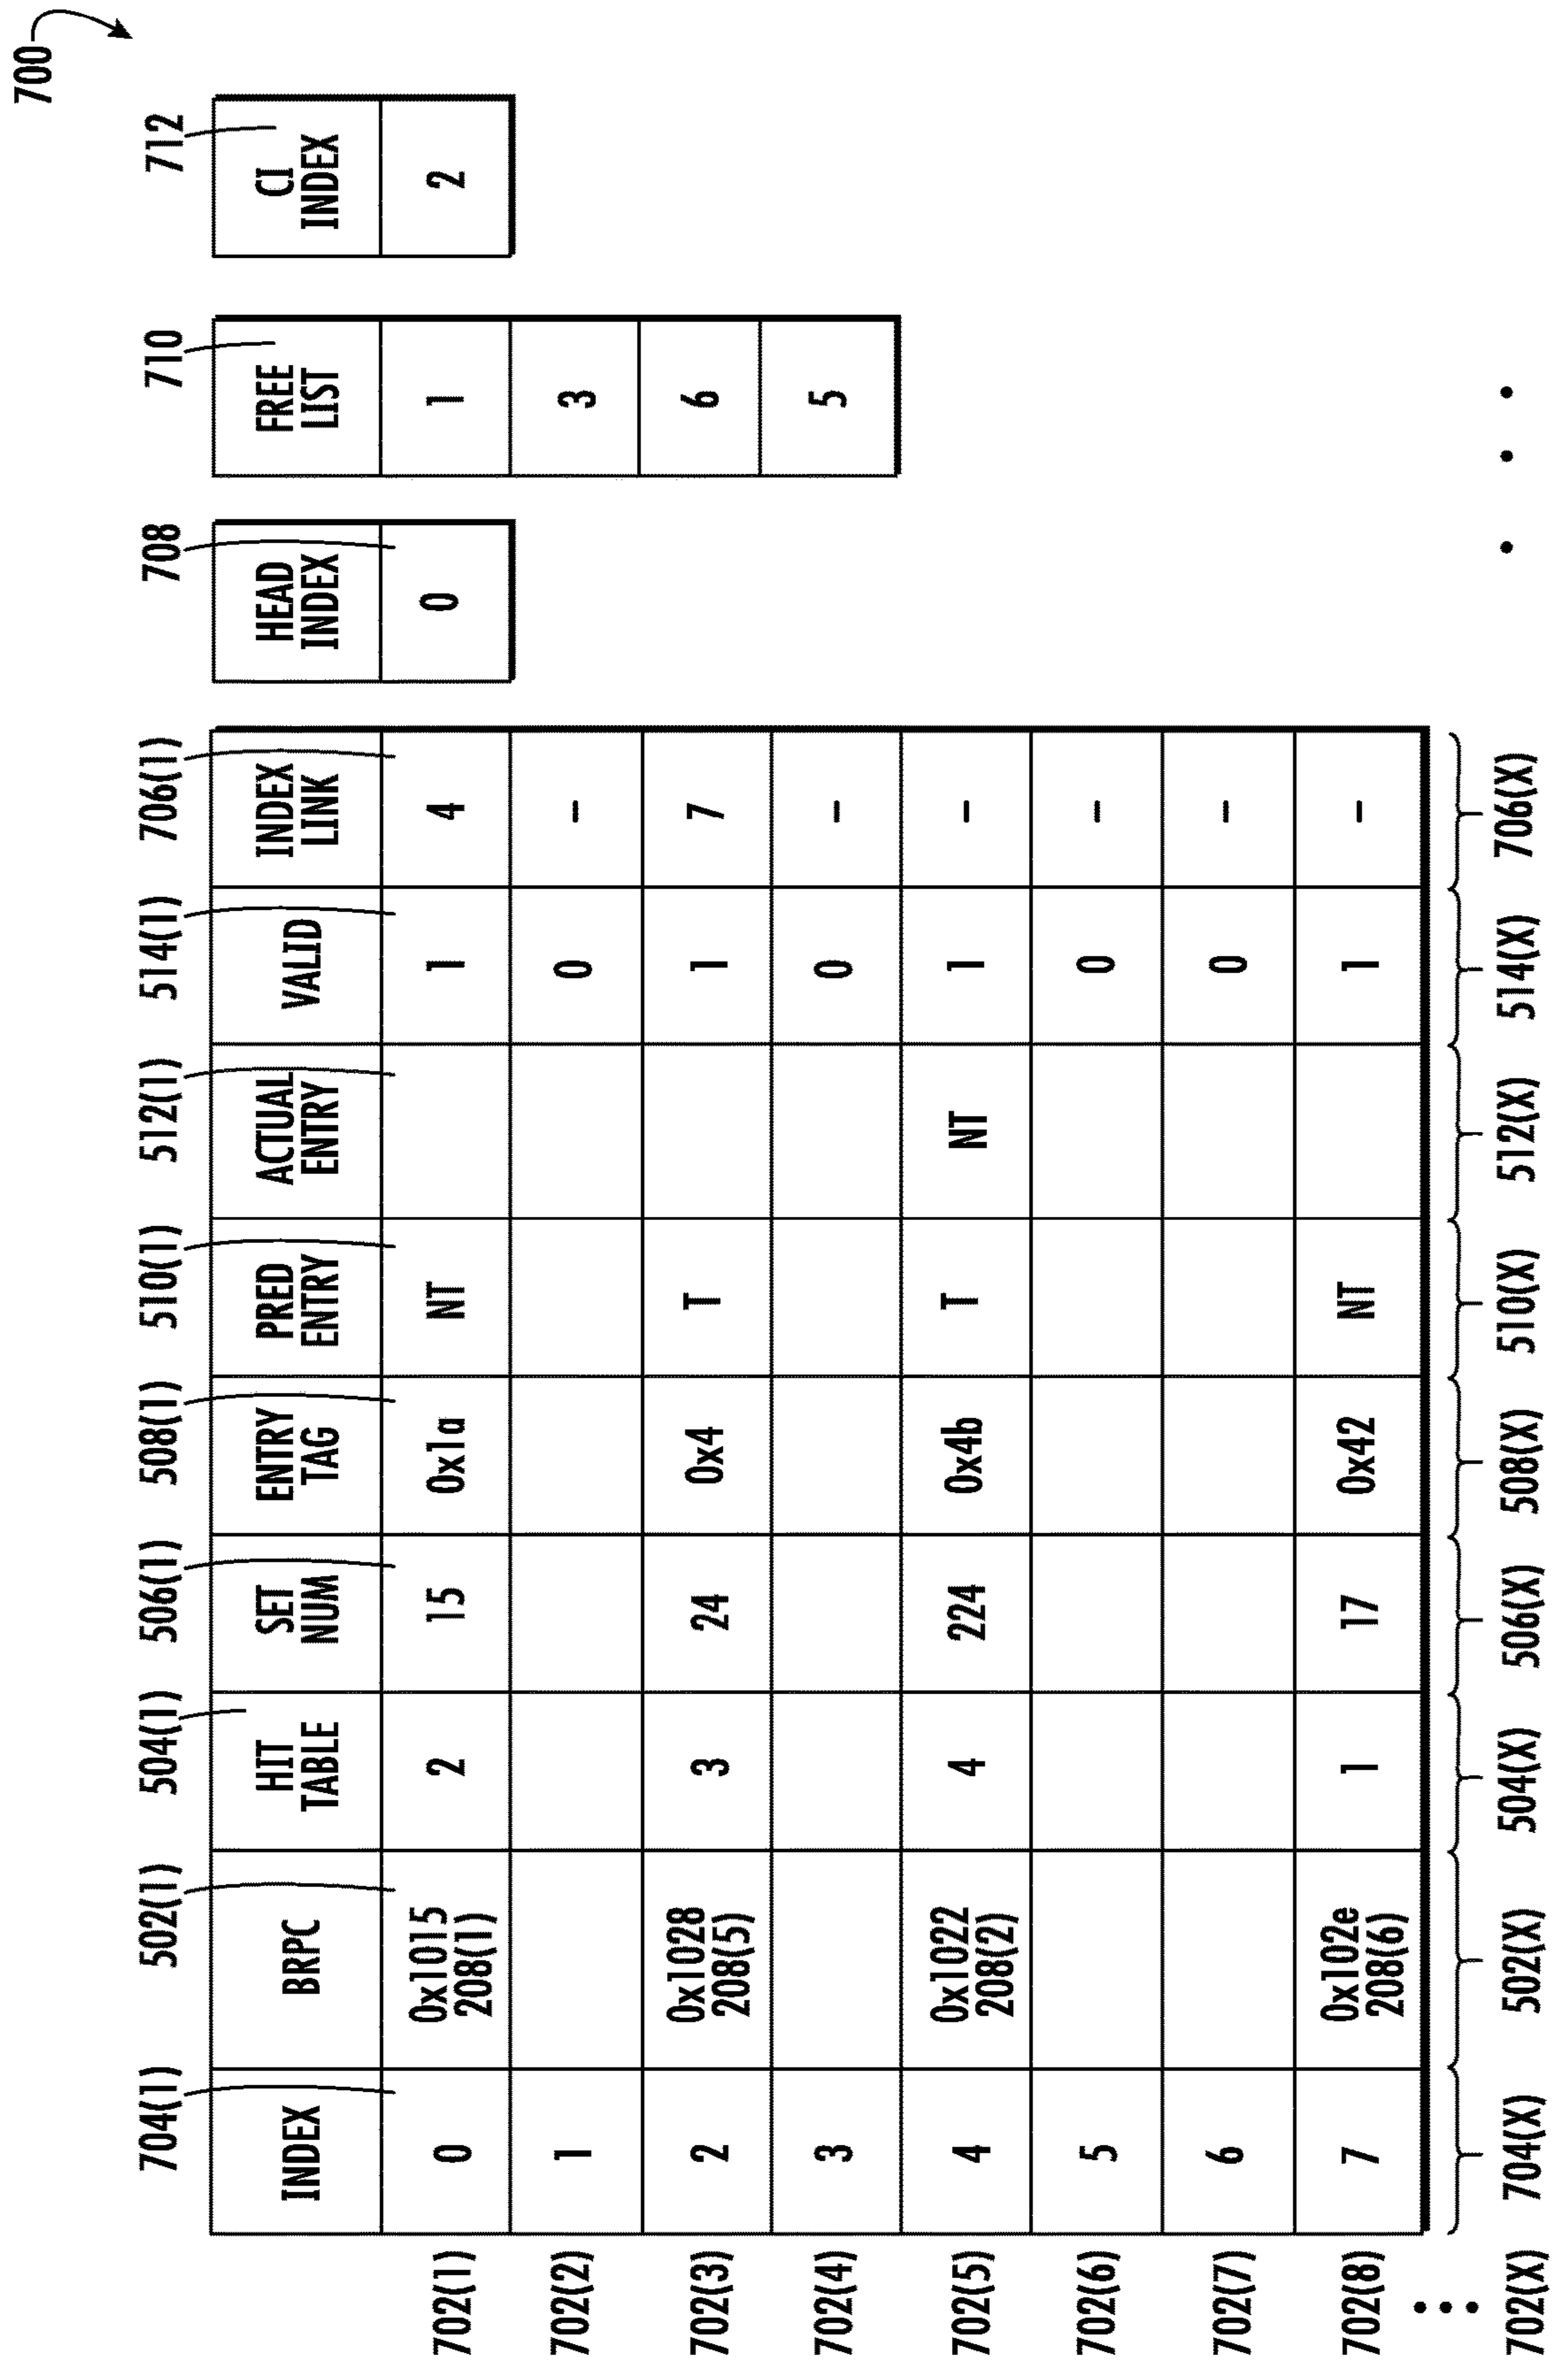 700
704(1) 502(1) 504(1) 506(1) 508(1) 510(1) 512(1) 514(1) 706(1) 708 710 712
INDEX BRPC HIT TABLE SET NUM ENTRY TAG PRED ENTRY ACTUAL ENTRY VALID INDEX LINK HEAD INDEX FREE LIST CI INDEX
702(1) 0 0x1015 208(1) 2 15 0x1a NT 1 4 0 1 2
702(2) 1 0 – 3
702(3) 2 0x1028 208(5) 3 24 0x4 T 1 7 6
702(4) 3 0 – 5
702(5) 4 0x1022 208(2) 4 224 0x4b T NT 1 –
702(6) 5 0 –
702(7) 6 0 –
702(8) 7 0x102e 208(6) 1 17 0x42 NT 1 –
702(X) 704(X) 502(X) 504(X) 506(X) 508(X) 510(X) 512(X) 514(X) 706(X)